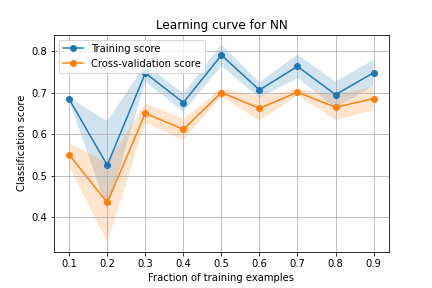 Learning curve for NN
Training score
Cross-validation score
Classification score
0.8
0.7
0.6
0.5
0.4
0.1 0.2 0.3 0.4 0.5 0.6 0.7 0.8 0.9
Fraction of training examples